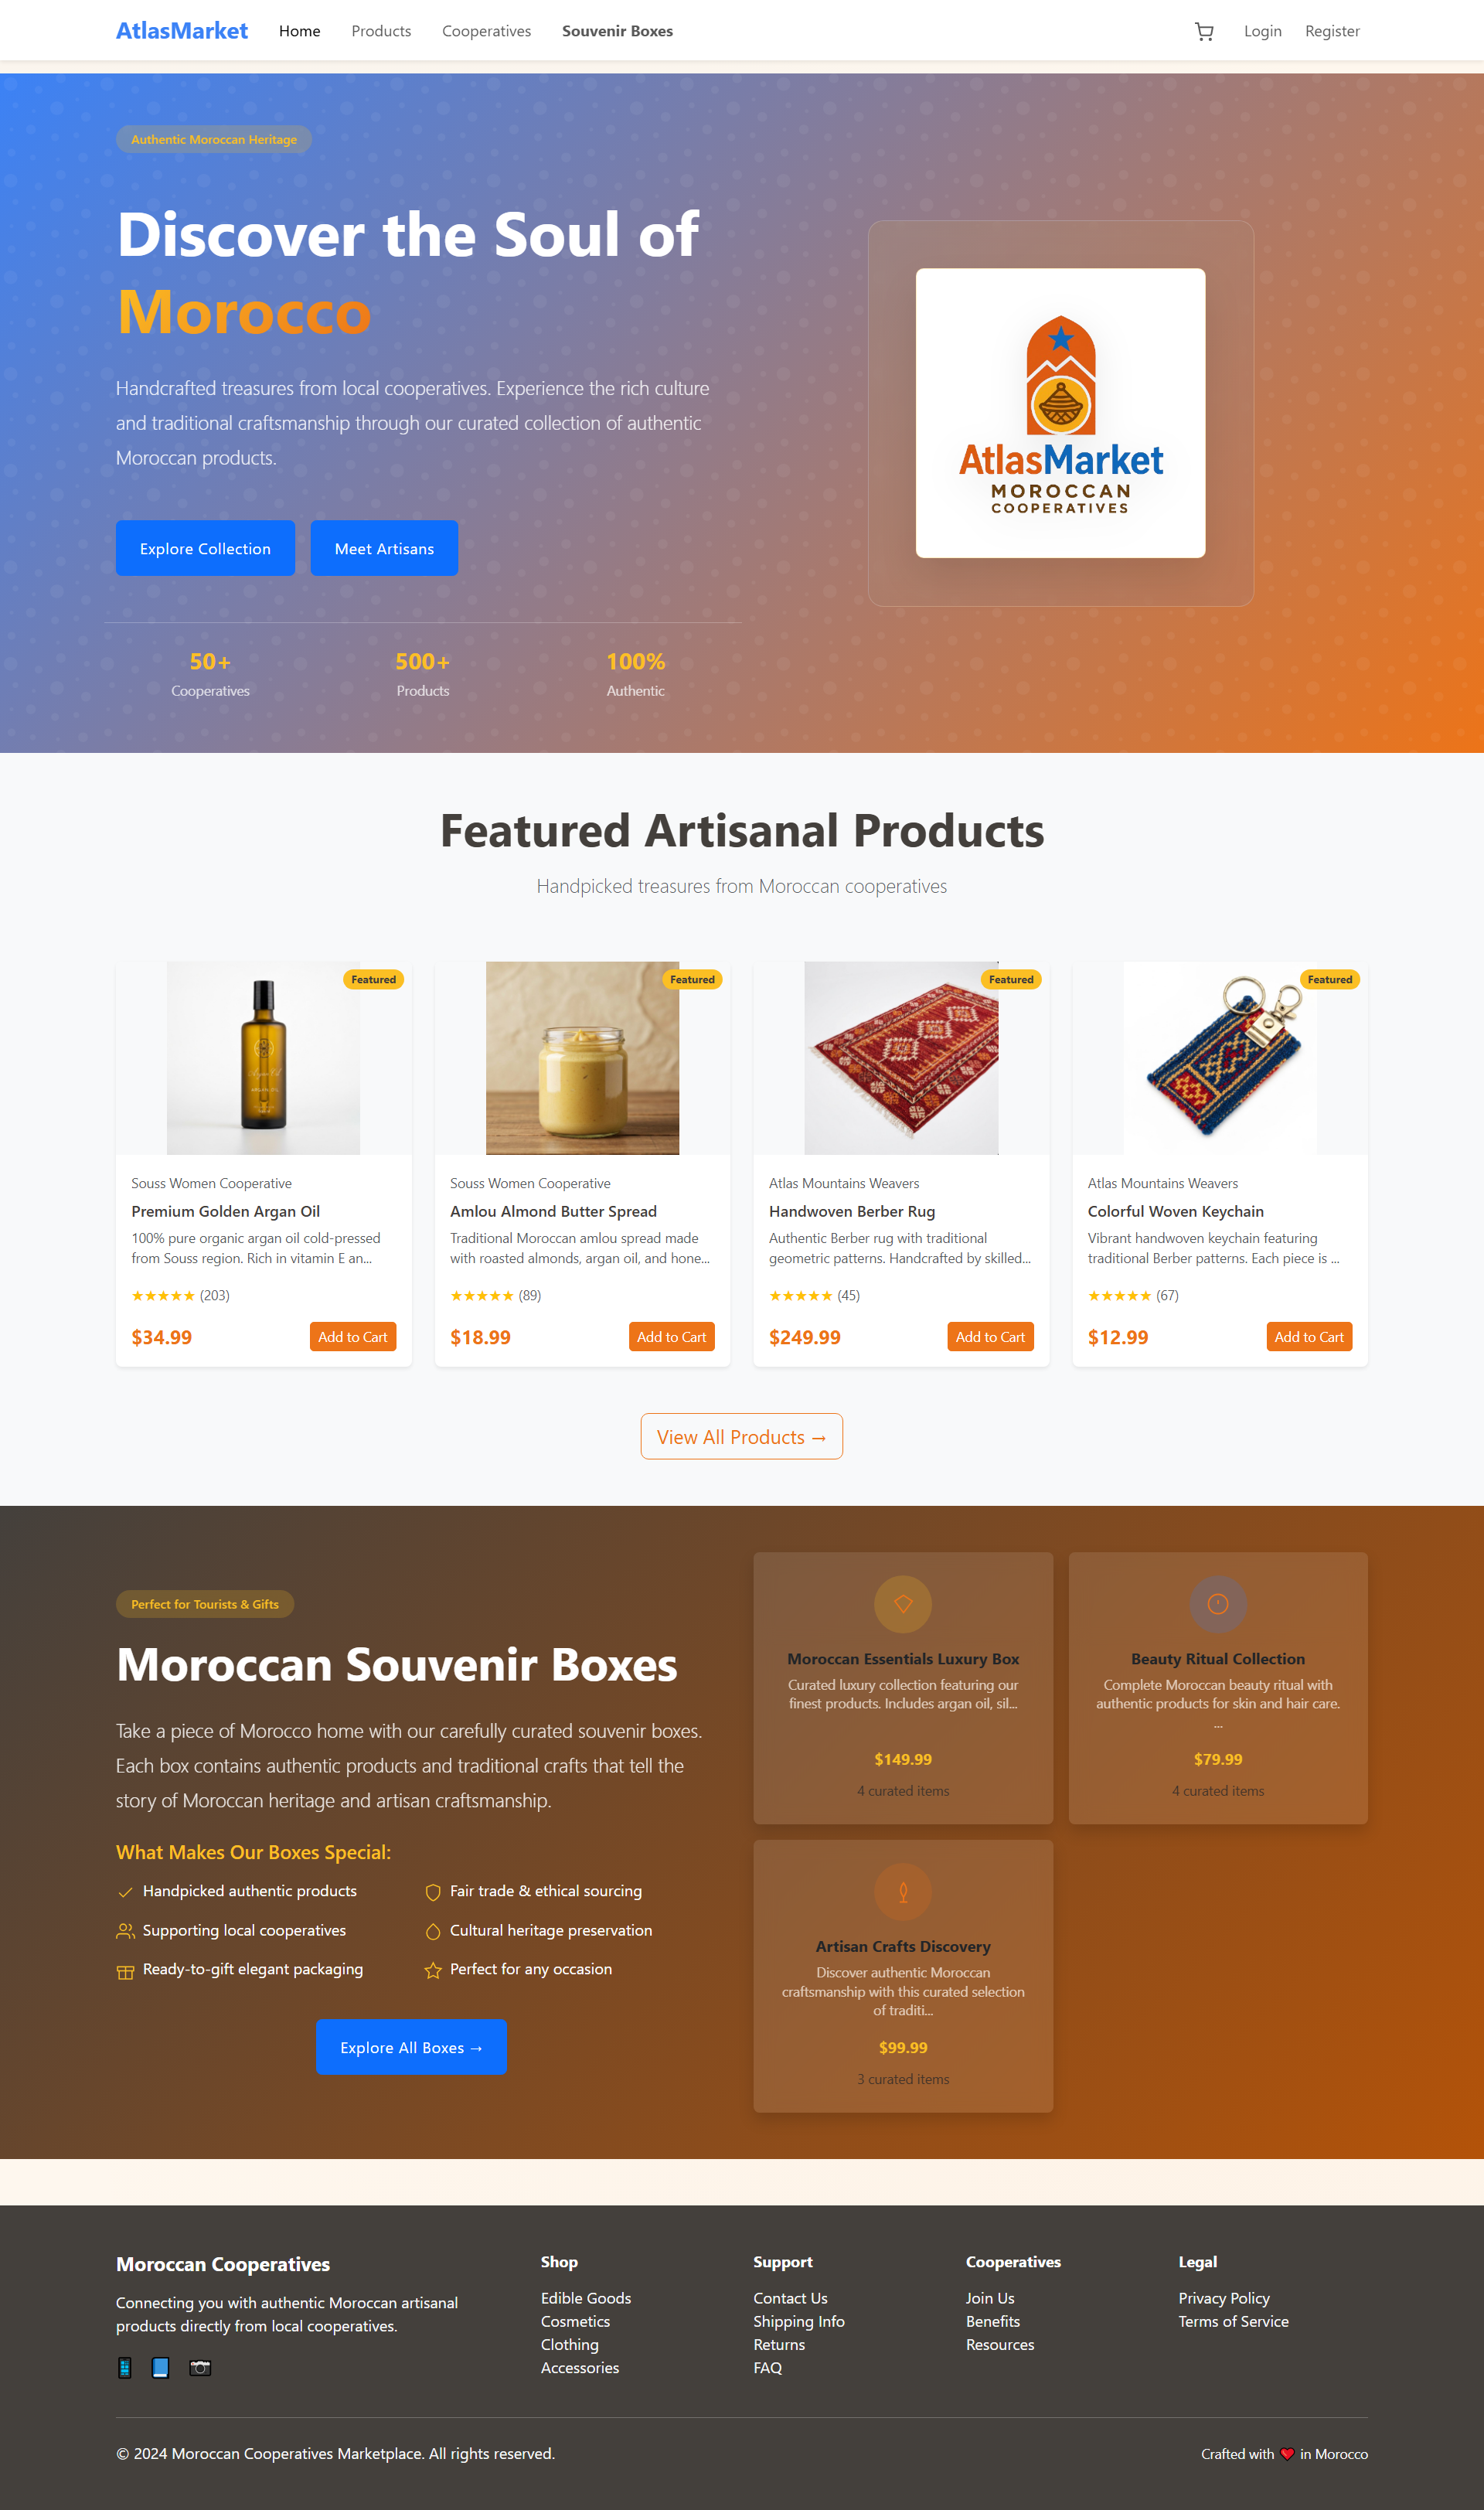 AtlasMarket
Home
Products
Cooperatives
Souvenir Boxes
Login
Register
Authentic Moroccan Heritage
Discover the Soul of
Morocco
Handcrafted treasures from local cooperatives. Experience the rich culture
and traditional craftsmanship through our curated collection of authentic
Moroccan products.
Explore Collection
Meet Artisans
50+
Cooperatives
500+
Products
100%
Authentic
AtlasMarket
MOROCCAN
COOPERATIVES
Featured Artisanal Products
Handpicked treasures from Moroccan cooperatives
Featured
Souss Women Cooperative
Premium Golden Argan Oil
100% pure organic argan oil cold-pressed
from Souss region. Rich in vitamin E an...
★★★★★ (203)
$34.99
Add to Cart
Featured
Souss Women Cooperative
Amlou Almond Butter Spread
Traditional Moroccan amlou spread made
with roasted almonds, argan oil, and hone...
★★★★★ (89)
$18.99
Add to Cart
Featured
Atlas Mountains Weavers
Handwoven Berber Rug
Authentic Berber rug with traditional
geometric patterns. Handcrafted by skilled...
★★★★★ (45)
$249.99
Add to Cart
Featured
Atlas Mountains Weavers
Colorful Woven Keychain
Vibrant handwoven keychain featuring
traditional Berber patterns. Each piece is ...
★★★★★ (67)
$12.99
Add to Cart
View All Products →
Perfect for Tourists & Gifts
Moroccan Souvenir Boxes
Take a piece of Morocco home with our carefully curated souvenir boxes.
Each box contains authentic products and traditional crafts that tell the
story of Moroccan heritage and artisan craftsmanship.
What Makes Our Boxes Special:
Handpicked authentic products
Fair trade & ethical sourcing
Supporting local cooperatives
Cultural heritage preservation
Ready-to-gift elegant packaging
Perfect for any occasion
Explore All Boxes →
Moroccan Essentials Luxury Box
Curated luxury collection featuring our
finest products. Includes argan oil, sil...
$149.99
4 curated items
Beauty Ritual Collection
Complete Moroccan beauty ritual with
authentic products for skin and hair care.
...
$79.99
4 curated items
Artisan Crafts Discovery
Discover authentic Moroccan
craftsmanship with this curated selection
of traditi...
$99.99
3 curated items
Moroccan Cooperatives
Connecting you with authentic Moroccan artisanal
products directly from local cooperatives.
Shop
Edible Goods
Cosmetics
Clothing
Accessories
Support
Contact Us
Shipping Info
Returns
FAQ
Cooperatives
Join Us
Benefits
Resources
Legal
Privacy Policy
Terms of Service
© 2024 Moroccan Cooperatives Marketplace. All rights reserved.
Crafted with ❤️ in Morocco